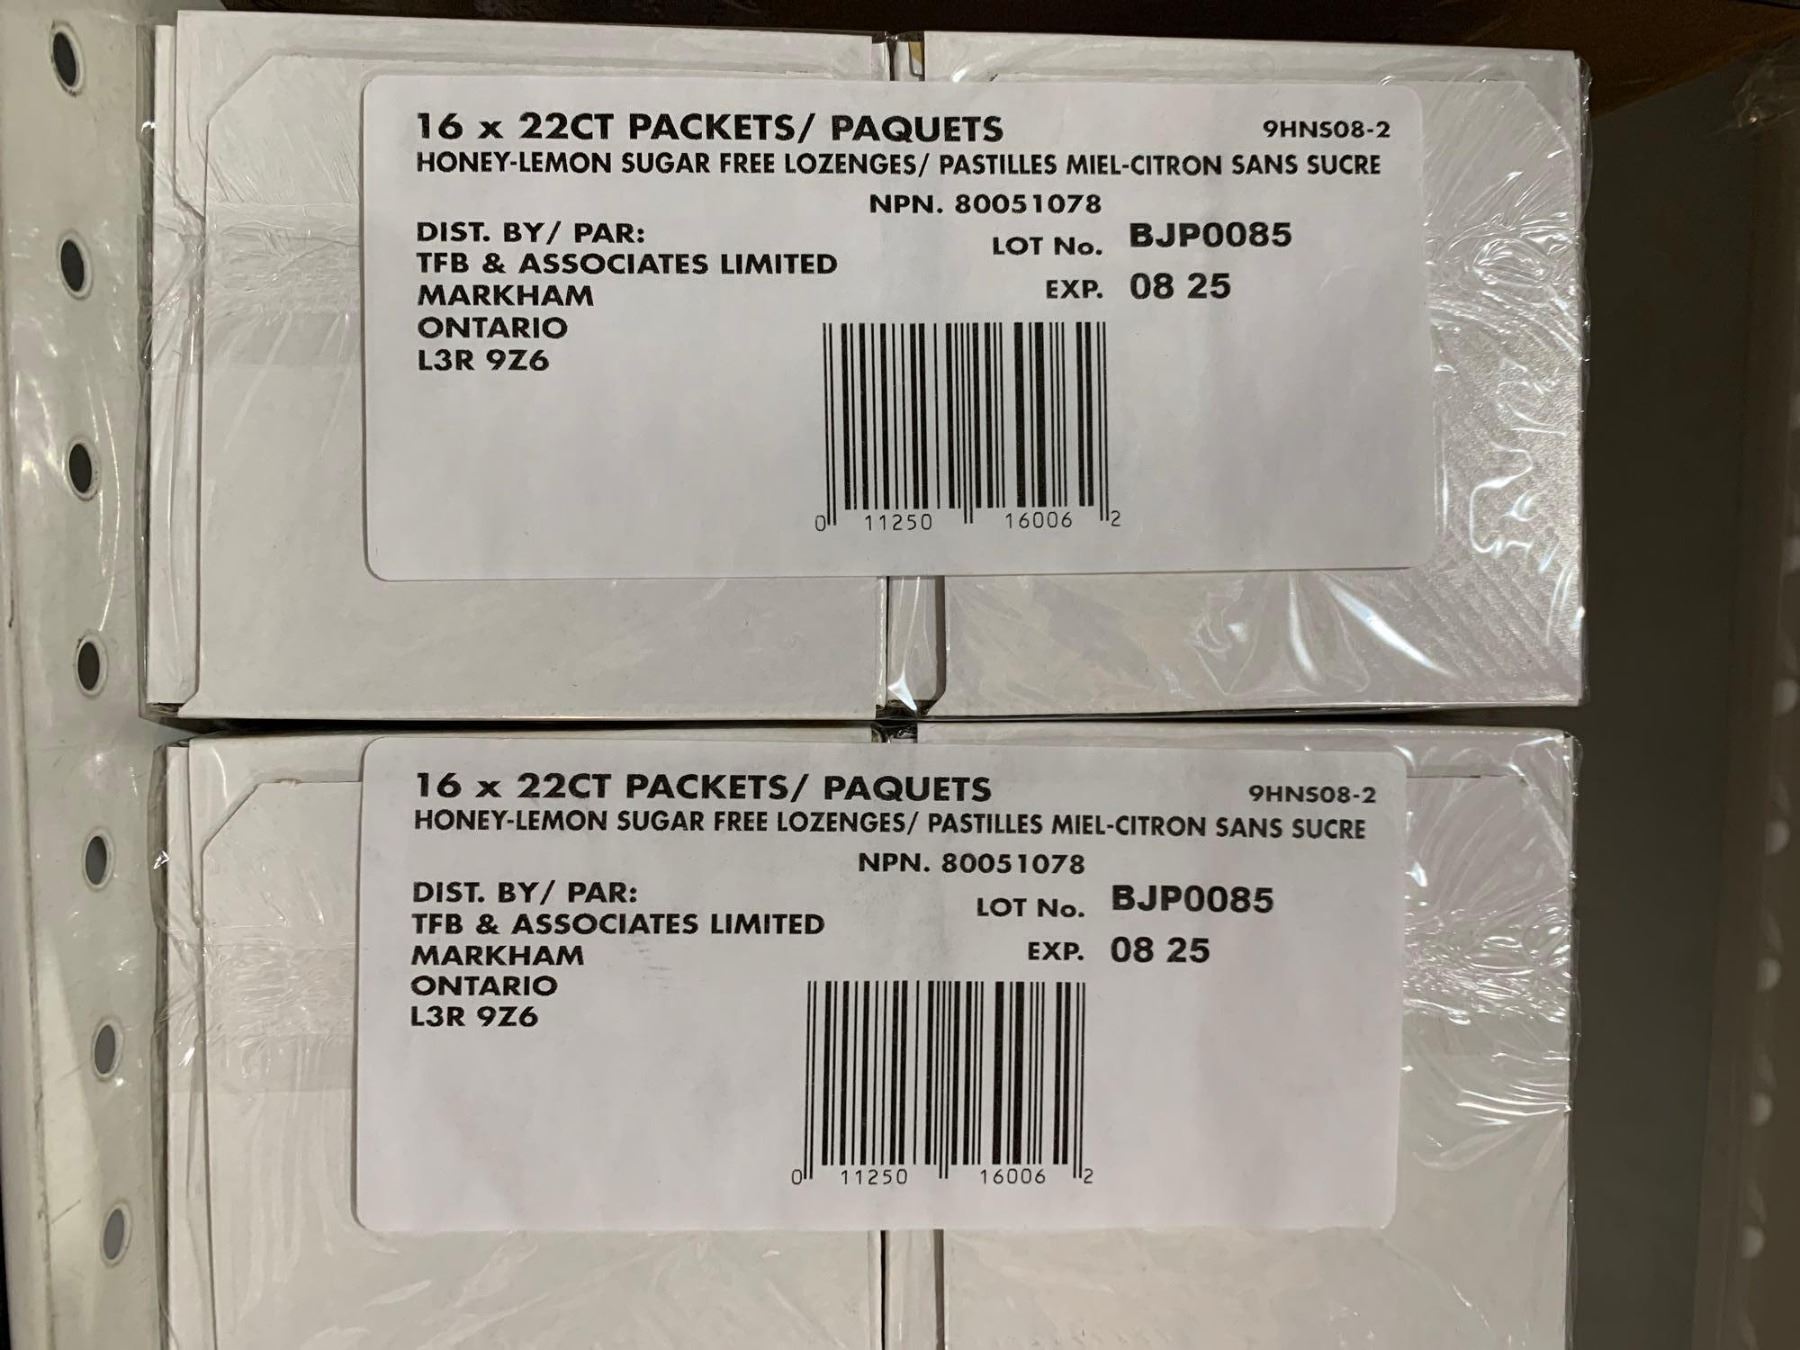 16 x 22CT PACKETS/ PAQUETS 9HNS08-2
HONEY-LEMON SUGAR FREE LOZENGES/ PASTILLES MIEL-CITRON SANS SUCRE
NPN. 80051078
DIST. BY/ PAR:
LOT No. BJP0085
TFB & ASSOCIATES LIMITED
EXP. 08 25
MARKHAM
ONTARIO
L3R 9Z6
0 11250 16006 2
16 x 22CT PACKETS/ PAQUETS 9HNS08-2
HONEY-LEMON SUGAR FREE LOZENGES/ PASTILLES MIEL-CITRON SANS SUCRE
NPN. 80051078
DIST. BY/ PAR:
LOT No. BJP0085
TFB & ASSOCIATES LIMITED
EXP. 08 25
MARKHAM
ONTARIO
L3R 9Z6
0 11250 16006 2